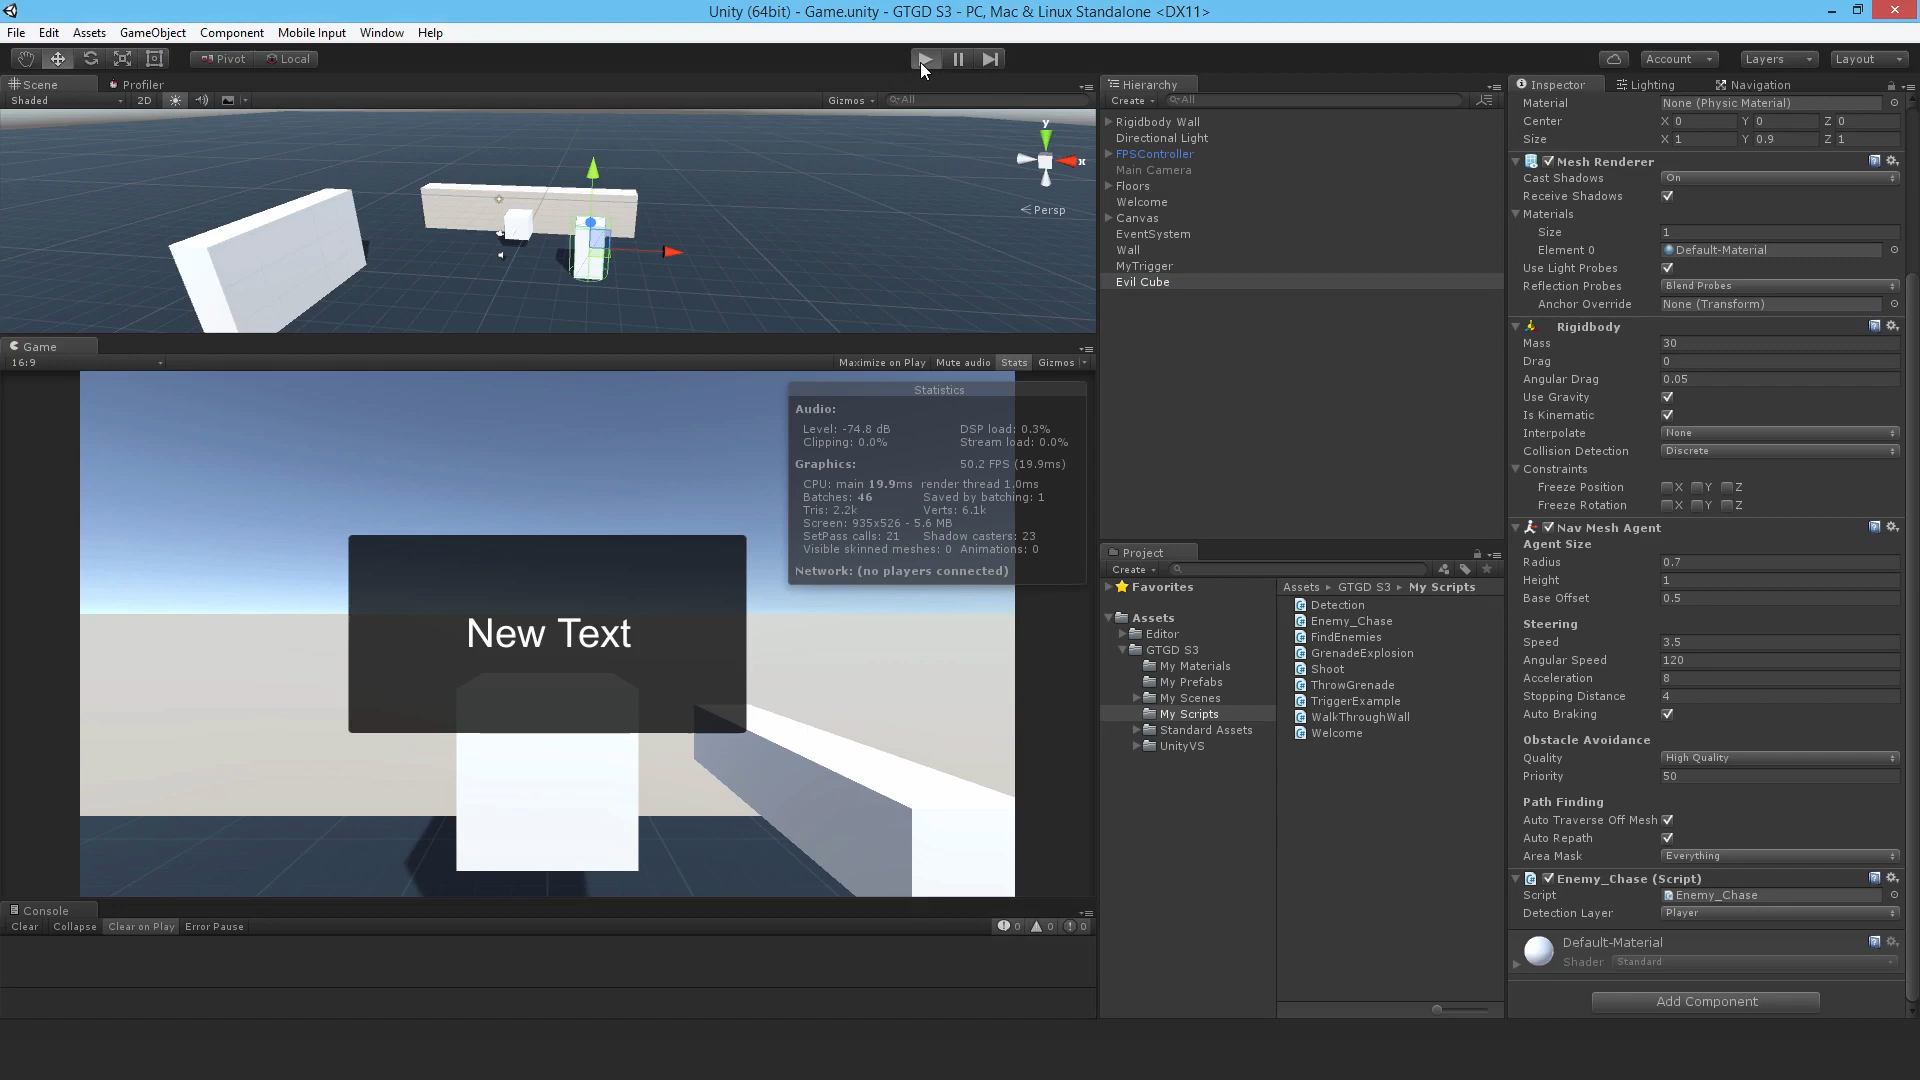 Unity (64bit) - Game.unity - GTGD S3 - PC, Mac & Linux Standalone <DX11>
File Edit Assets GameObject Component Mobile Input Window Help
Pivot Local
Account Layers Layout
Scene Profiler
Shaded 2D Gizmos All
y
x
Persp
Game
16:9 Maximize on Play Mute audio Stats Gizmos
Statistics
Audio:
Level: -74.8 dB DSP load: 0.3%
Clipping: 0.0% Stream load: 0.0%
Graphics: 50.2 FPS (19.9ms)
CPU: main 19.9ms render thread 1.0ms
Batches: 46 Saved by batching: 1
Tris: 2.2k Verts: 6.1k
Screen: 935x526 - 5.6 MB
SetPass calls: 21 Shadow casters: 23
Visible skinned meshes: 0 Animations: 0
Network: (no players connected)
New Text
Console
Clear Collapse Clear on Play Error Pause 0 0 0
Hierarchy
Create All
Rigidbody Wall
Directional Light
FPSController
Main Camera
Floors
Welcome
Canvas
EventSystem
Wall
MyTrigger
Evil Cube
Project
Create
Favorites
Assets
Editor
GTGD S3
My Materials
My Prefabs
My Scenes
My Scripts
Standard Assets
UnityVS
Assets GTGD S3 My Scripts
Detection
Enemy_Chase
FindEnemies
GrenadeExplosion
Shoot
ThrowGrenade
TriggerExample
WalkThroughWall
Welcome
Inspector Lighting Navigation
Material None (Physic Material)
Center X 0 Y 0 Z 0
Size X 1 Y 0.9 Z 1
Mesh Renderer
Cast Shadows On
Receive Shadows
Materials
Size 1
Element 0 Default-Material
Use Light Probes
Reflection Probes Blend Probes
Anchor Override None (Transform)
Rigidbody
Mass 30
Drag 0
Angular Drag 0.05
Use Gravity
Is Kinematic
Interpolate None
Collision Detection Discrete
Constraints
Freeze Position X Y Z
Freeze Rotation X Y Z
Nav Mesh Agent
Agent Size
Radius 0.7
Height 1
Base Offset 0.5
Steering
Speed 3.5
Angular Speed 120
Acceleration 8
Stopping Distance 4
Auto Braking
Obstacle Avoidance
Quality High Quality
Priority 50
Path Finding
Auto Traverse Off Mesh
Auto Repath
Area Mask Everything
Enemy_Chase (Script)
Script Enemy_Chase
Detection Layer Player
Default-Material
Shader Standard
Add Component